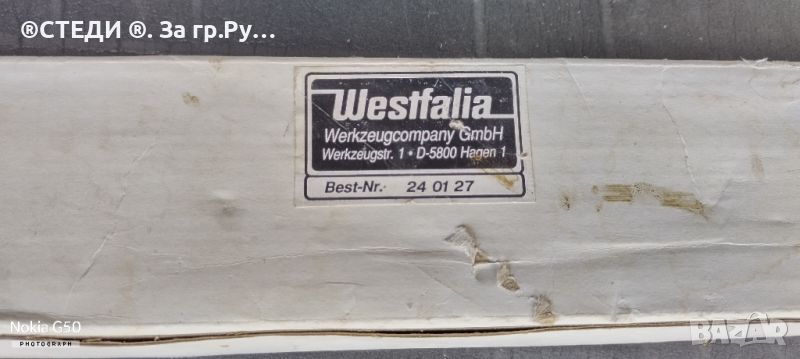 ®СТЕДИ ®. За гр.Ру...
Westfalia
Werkzeugcompany GmbH
Werkzeugstr. 1 • D-5800 Hagen 1
Best-Nr. 24 01 27
Nokia G50
PHOTOGRAPH
BAZAR